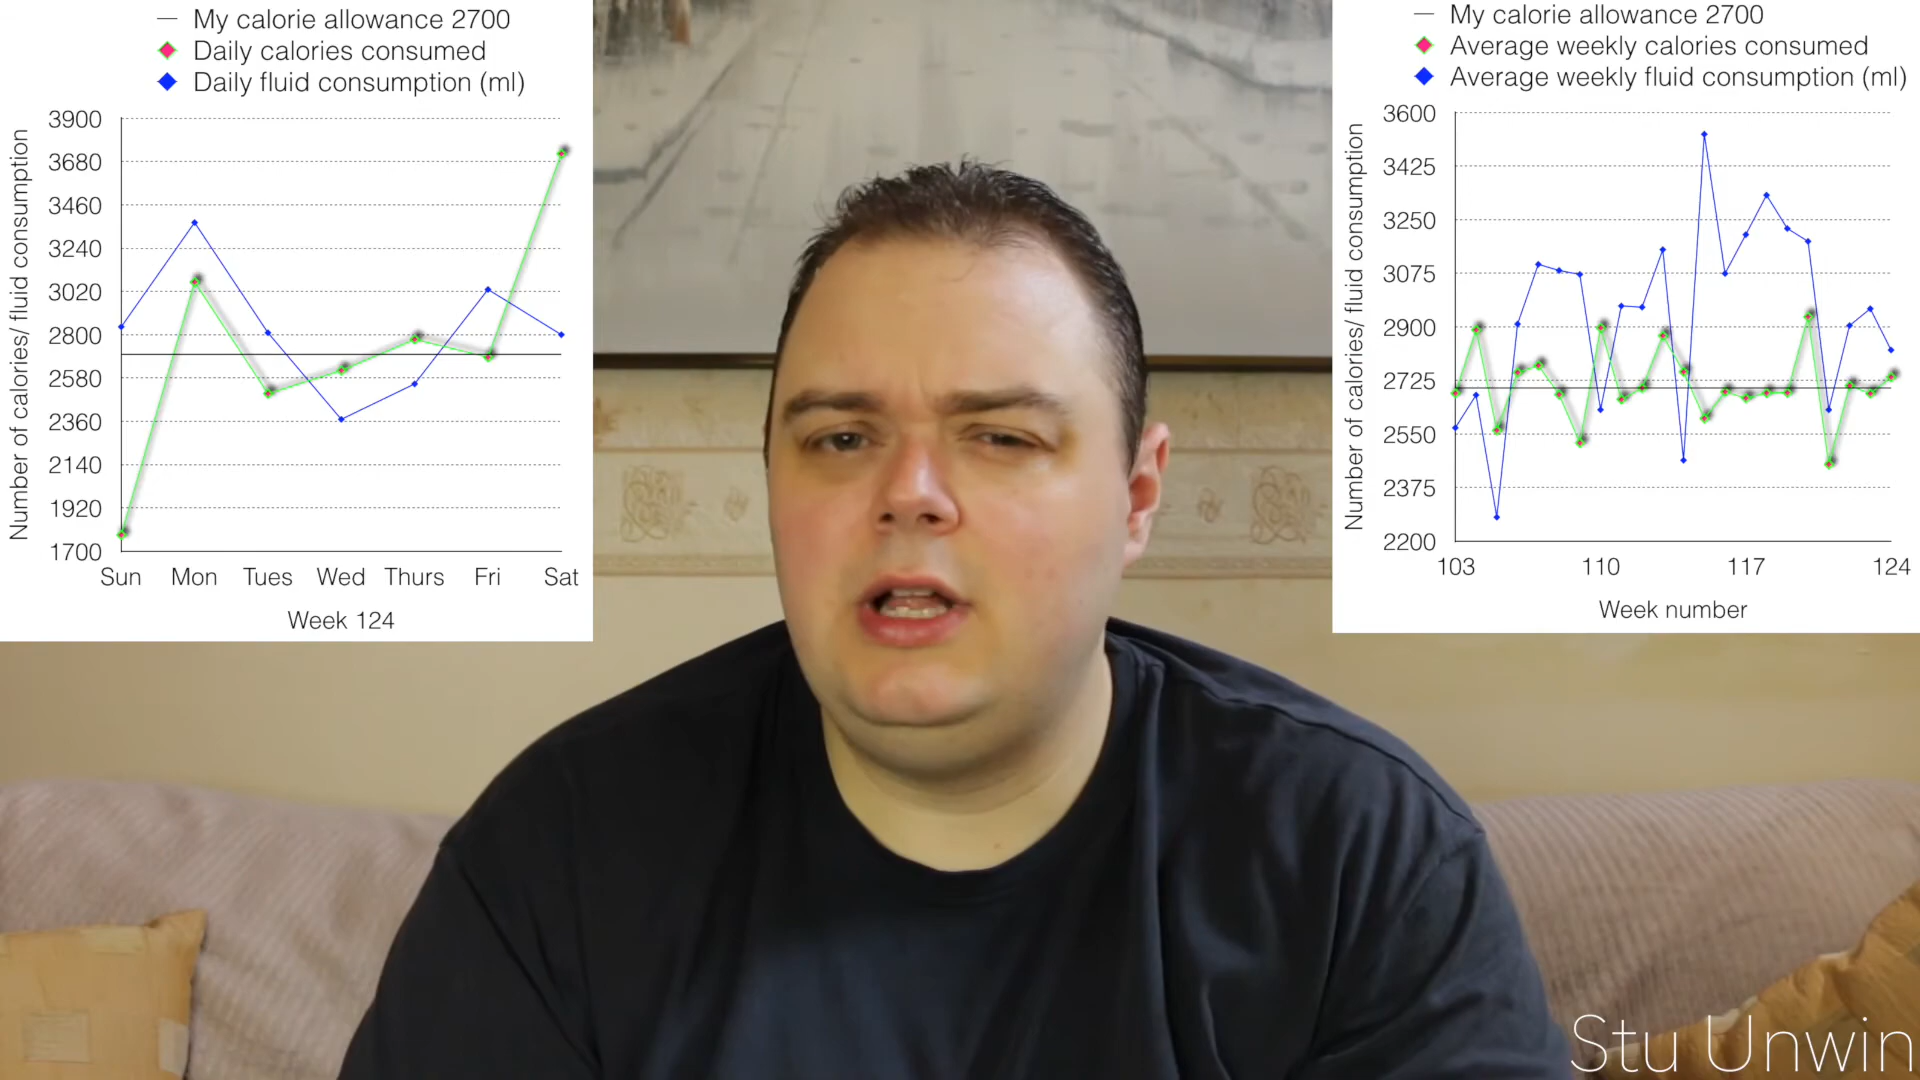 My calorie allowance 2700
Daily calories consumed
Daily fluid consumption (ml)
Number of calories/ fluid consumption
3900
3680
3460
3240
3020
2800
2580
2360
2140
1920
1700
Sun Mon Tues Wed Thurs Fri Sat
Week 124
My calorie allowance 2700
Average weekly calories consumed
Average weekly fluid consumption (ml)
Number of calories/ fluid consumption
3600
3425
3250
3075
2900
2725
2550
2375
2200
103 110 117 124
Week number
Stu Unwin